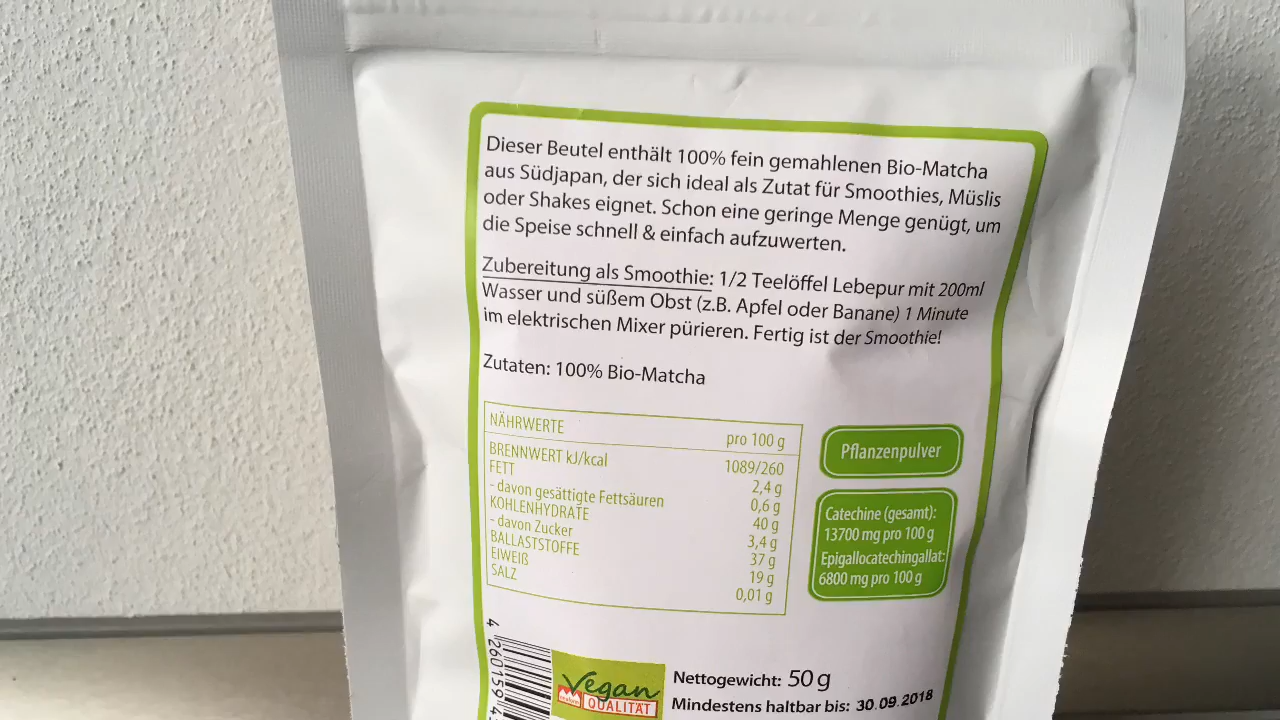 Dieser Beutel enthält 100% fein gemahlenen Bio-Matcha
aus Südjapan, der sich ideal als Zutat für Smoothies, Müslis
oder Shakes eignet. Schon eine geringe Menge genügt, um
die Speise schnell & einfach aufzuwerten.
Zubereitung als Smoothie: 1/2 Teelöffel Lebepur mit 200ml
Wasser und süßem Obst (z.B. Apfel oder Banane) 1 Minute
im elektrischen Mixer pürieren. Fertig ist der Smoothie!
Zutaten: 100% Bio-Matcha
NÄHRWERTE pro 100 g
BRENNWERT kJ/kcal 1089/260
FETT 2,4 g
- davon gesättigte Fettsäuren 0,6 g
KOHLENHYDRATE 40 g
- davon Zucker 3,4 g
BALLASTSTOFFE 37 g
EIWEIß 19 g
SALZ 0,01 g
Pflanzenpulver
Catechine (gesamt):
13700 mg pro 100 g
Epigallocatechingallat:
6800 mg pro 100 g
4 260159
Vegan
QUALITÄT
Nettogewicht: 50 g
Mindestens haltbar bis: 30.09.2018